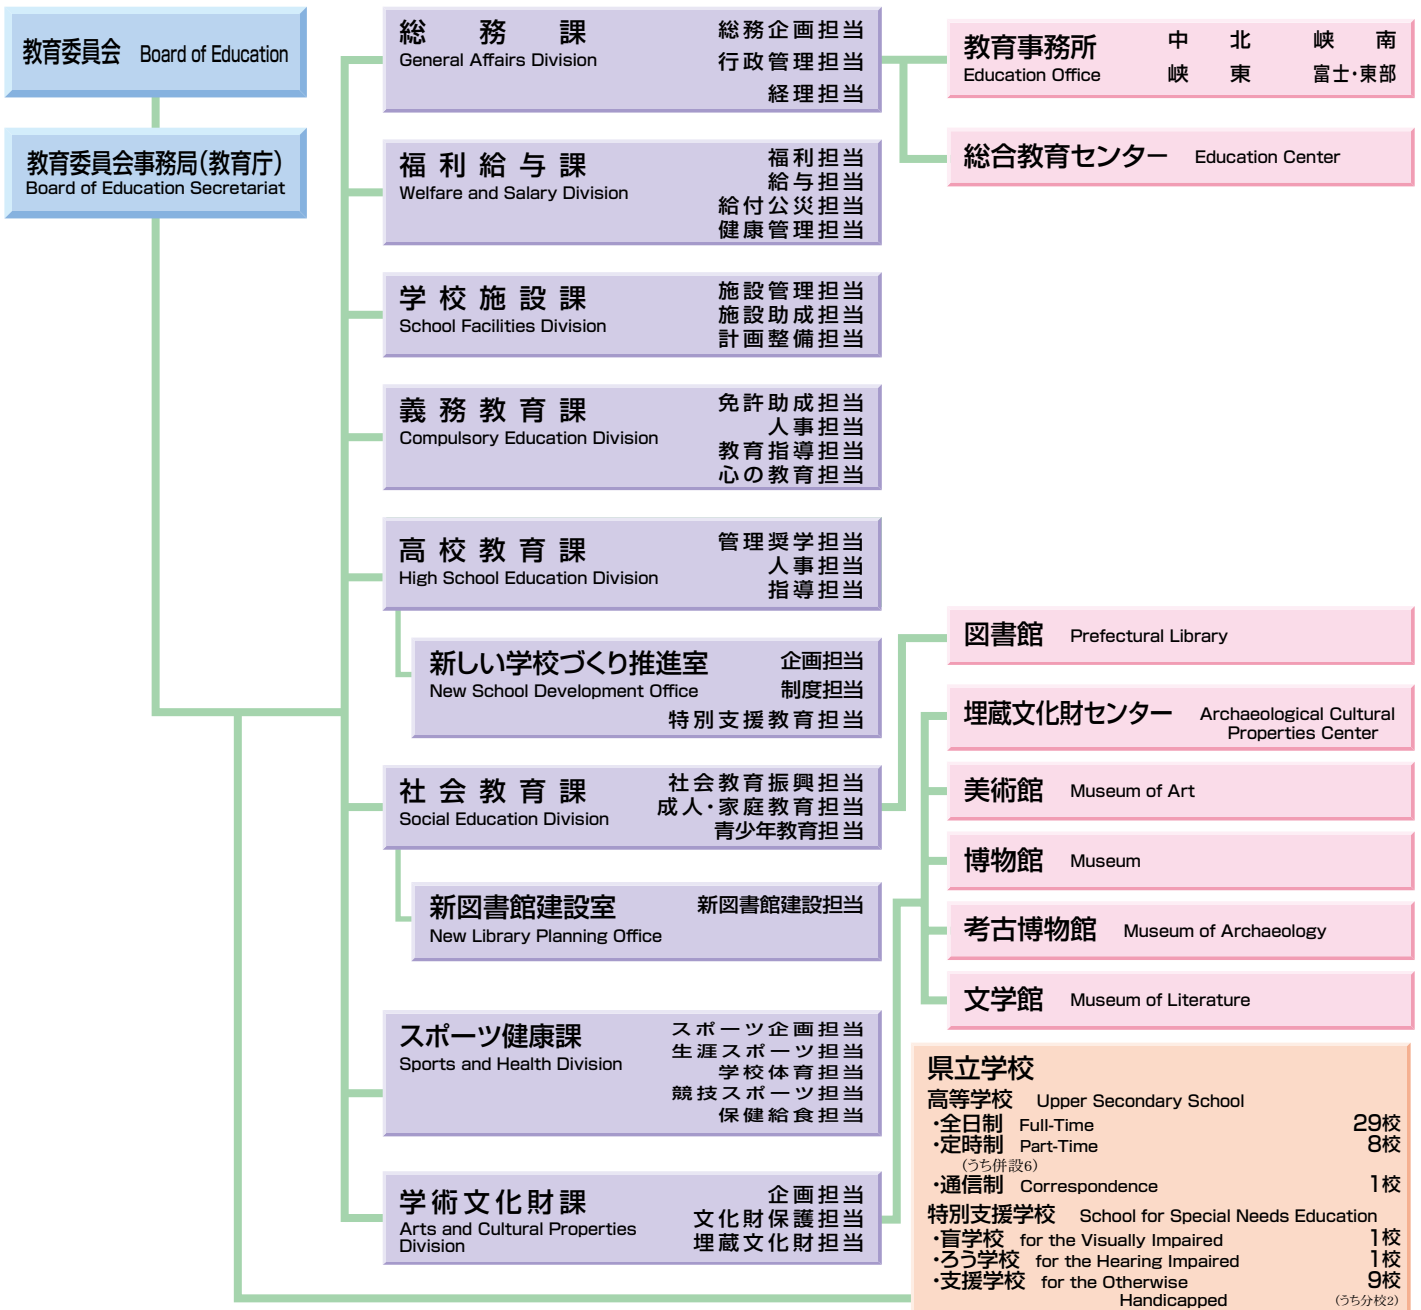 教育委員会 Board of Education
教育委員会事務局(教育庁)
Board of Education Secretariat
総務課
General Affairs Division
総務企画担当
行政管理担当
経理担当
福利給与課
Welfare and Salary Division
福利担当
給与担当
給付公災担当
健康管理担当
学校施設課
School Facilities Division
施設管理担当
施設助成担当
計画整備担当
義務教育課
Compulsory Education Division
免許助成担当
人事担当
教育指導担当
心の教育担当
高校教育課
High School Education Division
管理奨学担当
人事担当
指導担当
新しい学校づくり推進室
New School Development Office
企画担当
制度担当
特別支援教育担当
社会教育課
Social Education Division
社会教育振興担当
成人・家庭教育担当
青少年教育担当
新図書館建設室
New Library Planning Office
新図書館建設担当
スポーツ健康課
Sports and Health Division
スポーツ企画担当
生涯スポーツ担当
学校体育担当
競技スポーツ担当
保健給食担当
学術文化財課
Arts and Cultural Properties
Division
企画担当
文化財保護担当
埋蔵文化財担当
教育事務所
Education Office
中北 峡南
峡東 富士・東部
総合教育センター Education Center
図書館 Prefectural Library
埋蔵文化財センター Archaeological Cultural
Properties Center
美術館 Museum of Art
博物館 Museum
考古博物館 Museum of Archaeology
文学館 Museum of Literature
県立学校
高等学校 Upper Secondary School
・全日制 Full-Time 29校
・定時制 Part-Time 8校
(うち併設6)
・通信制 Correspondence 1校
特別支援学校 School for Special Needs Education
・盲学校 for the Visually Impaired 1校
・ろう学校 for the Hearing Impaired 1校
・支援学校 for the Otherwise 9校
Handicapped (うち分校2)